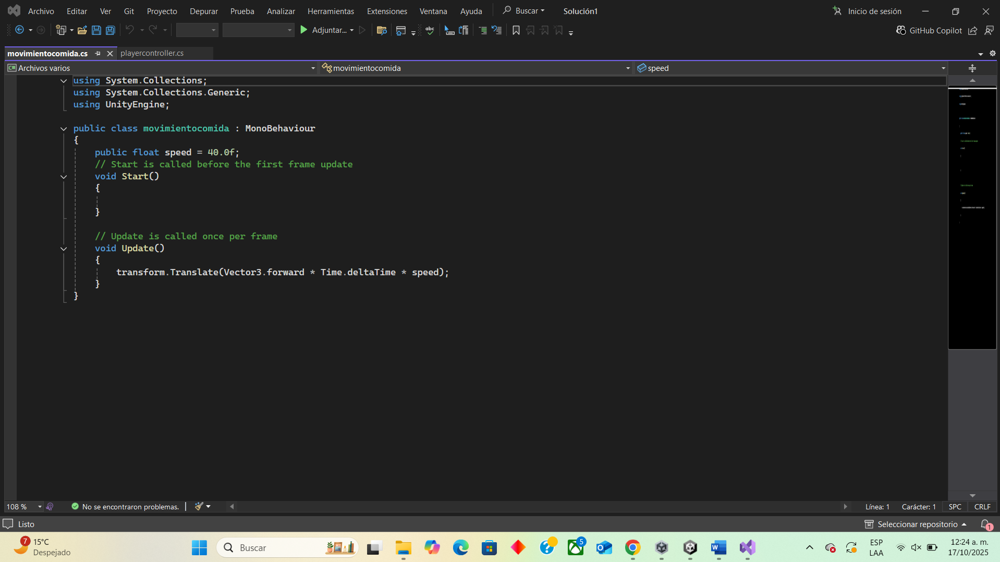 Archivo Editar Ver Git Proyecto Depurar Prueba Analizar Herramientas Extensiones Ventana Ayuda Buscar Solución1 Inicio de sesión
Adjuntar... abc GitHub Copilot
movimientocomida.cs playercontroller.cs
C# Archivos varios movimientocomida speed
using System.Collections;
using System.Collections.Generic;
using UnityEngine;
public class movimientocomida : MonoBehaviour
{
public float speed = 40.0f;
// Start is called before the first frame update
void Start()
{
}
// Update is called once per frame
void Update()
{
transform.Translate(Vector3.forward * Time.deltaTime * speed);
}
}
108 % No se encontraron problemas. Línea: 1 Carácter: 1 SPC CRLF
Listo Seleccionar repositorio 1
7 15°C
Despejado
Buscar
5
ESP
LAA
12:24 a. m.
17/10/2025